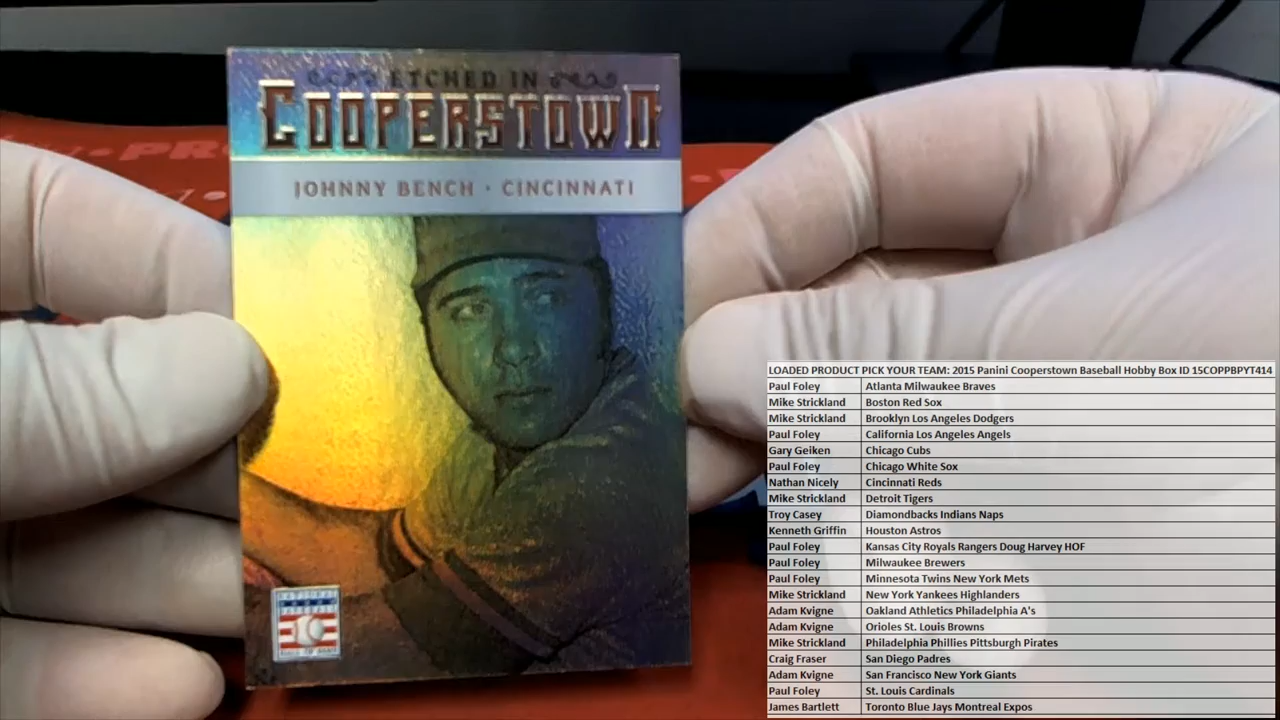 ETCHED IN
COOPERSTOWN
JOHNNY BENCH · CINCINNATI
NATIONAL
BASEBALL
HALL OF FAME
PRO
LOADED PRODUCT PICK YOUR TEAM: 2015 Panini Cooperstown Baseball Hobby Box ID 15COPPBPYT414
Paul Foley Atlanta Milwaukee Braves
Mike Strickland Boston Red Sox
Mike Strickland Brooklyn Los Angeles Dodgers
Paul Foley California Los Angeles Angels
Gary Geiken Chicago Cubs
Paul Foley Chicago White Sox
Nathan Nicely Cincinnati Reds
Mike Strickland Detroit Tigers
Troy Casey Diamondbacks Indians Naps
Kenneth Griffin Houston Astros
Paul Foley Kansas City Royals Rangers Doug Harvey HOF
Paul Foley Milwaukee Brewers
Paul Foley Minnesota Twins New York Mets
Mike Strickland New York Yankees Highlanders
Adam Kvigne Oakland Athletics Philadelphia A's
Adam Kvigne Orioles St. Louis Browns
Mike Strickland Philadelphia Phillies Pittsburgh Pirates
Craig Fraser San Diego Padres
Adam Kvigne San Francisco New York Giants
Paul Foley St. Louis Cardinals
James Bartlett Toronto Blue Jays Montreal Expos